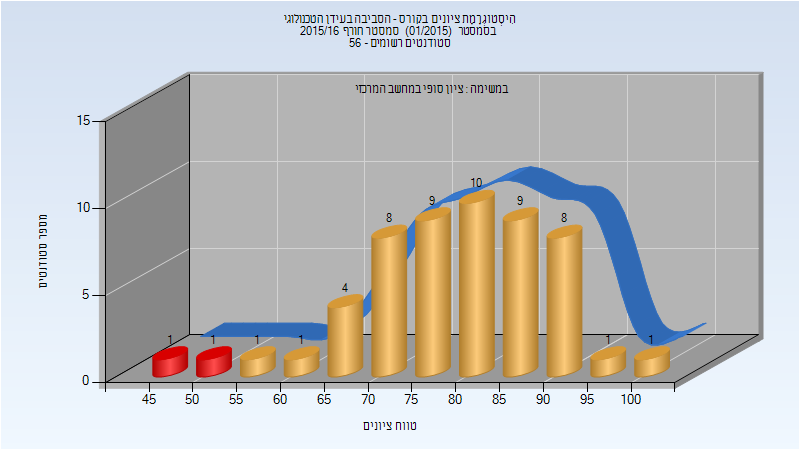 היסטוגרמת ציונים בקורס - הסביבה בעידן הטכנולוגי
בסמסטר (01/2015) סמסטר חורף 2015/16
סטודנטים רשומים - 56
במשימה : ציון סופי במחשב המרכזי
15
10
5
0
מספר סטודנטים
1 1 1 1 4 8 9 10 9 8 1 1
45 50 55 60 65 70 75 80 85 90 95 100
טווח ציונים